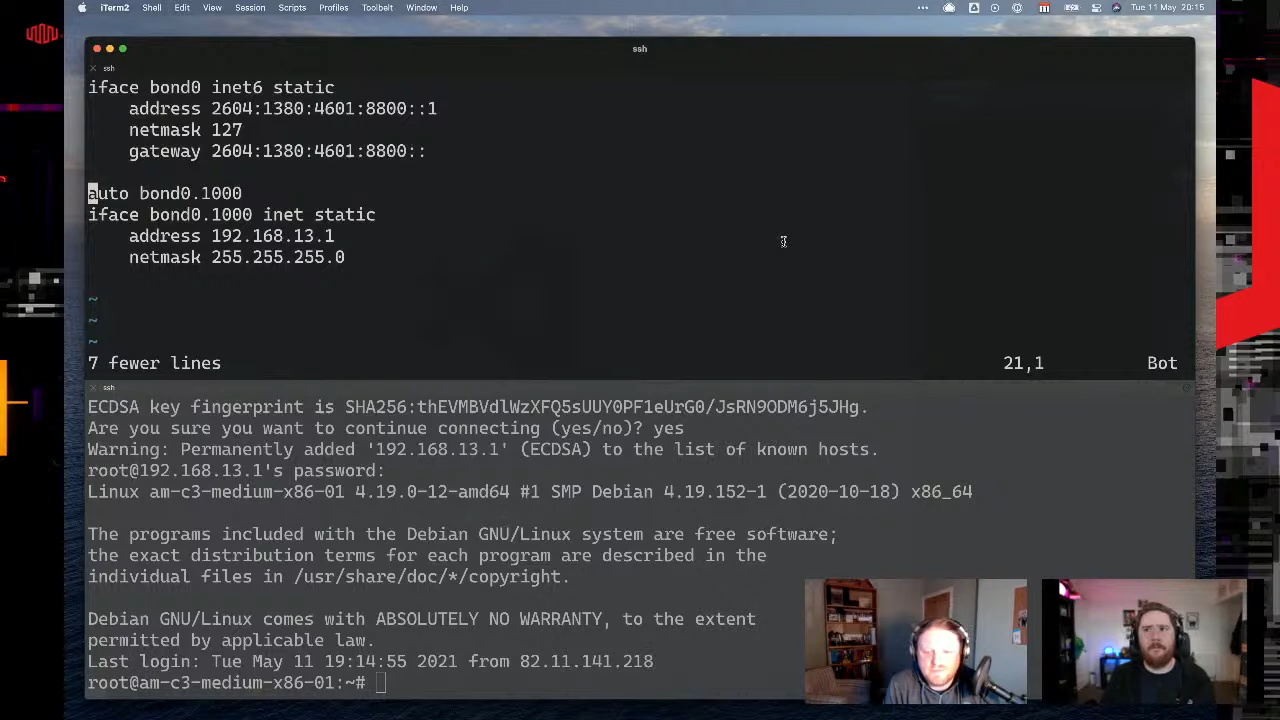 iTerm2 Shell Edit View Session Scripts Profiles Toolbelt Window Help Tue 11 May 20:15
ssh
ssh
iface bond0 inet6 static
address 2604:1380:4601:8800::1
netmask 127
gateway 2604:1380:4601:8800::
auto bond0.1000
iface bond0.1000 inet static
address 192.168.13.1
netmask 255.255.255.0
~
~
~
7 fewer lines 21,1 Bot
ssh
ECDSA key fingerprint is SHA256:thEVMBVdlWzXFQ5sUUY0PF1eUrG0/JsRN9ODM6j5JHg.
Are you sure you want to continue connecting (yes/no)? yes
Warning: Permanently added '192.168.13.1' (ECDSA) to the list of known hosts.
root@192.168.13.1's password:
Linux am-c3-medium-x86-01 4.19.0-12-amd64 #1 SMP Debian 4.19.152-1 (2020-10-18) x86_64
The programs included with the Debian GNU/Linux system are free software;
the exact distribution terms for each program are described in the
individual files in /usr/share/doc/*/copyright.
Debian GNU/Linux comes with ABSOLUTELY NO WARRANTY, to the extent
permitted by applicable law.
Last login: Tue May 11 19:14:55 2021 from 82.11.141.218
root@am-c3-medium-x86-01:~#